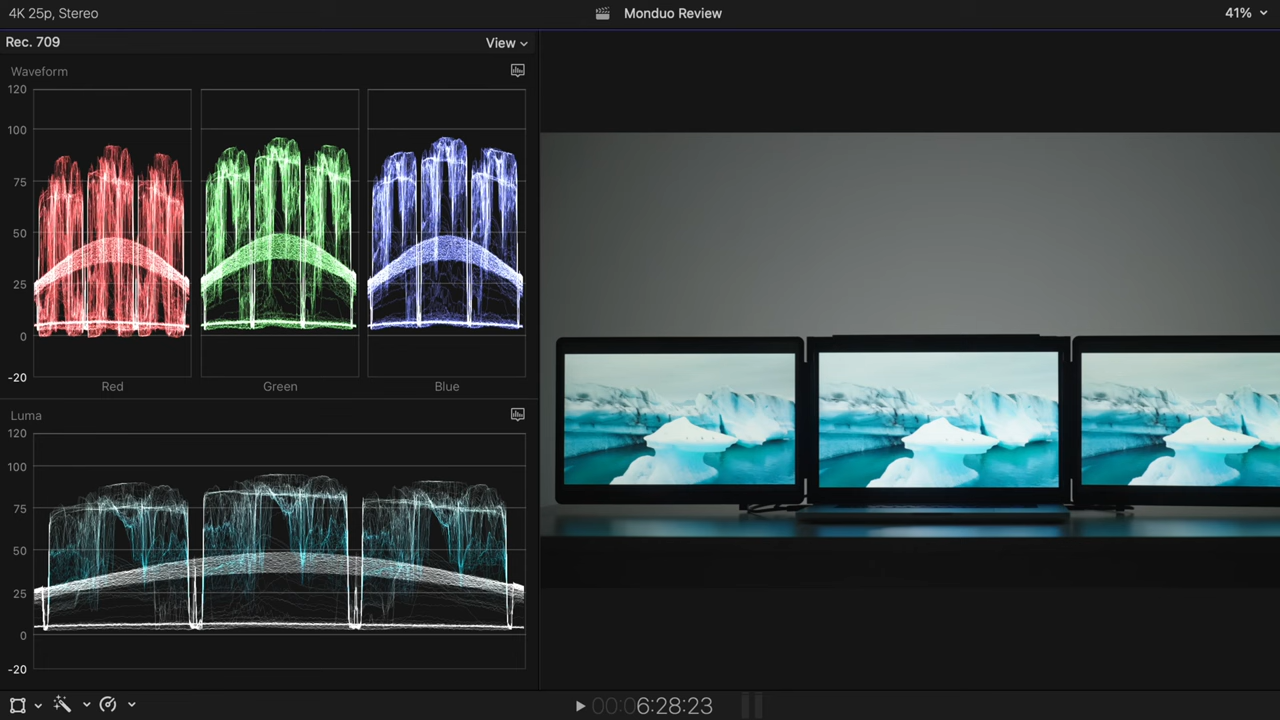 4K 25p, Stereo
Monduo Review
41%
Rec. 709
View
Waveform
120
100
75
50
25
0
-20
Red
Green
Blue
Luma
120
100
75
50
25
0
-20
00:06:28:23